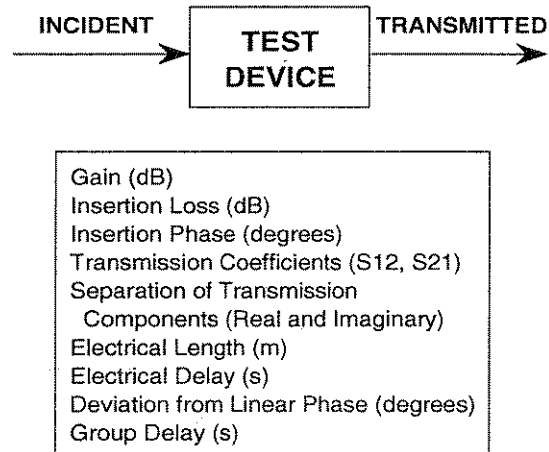 INCIDENT
TEST
DEVICE
TRANSMITTED
Gain (dB)
Insertion Loss (dB)
Insertion Phase (degrees)
Transmission Coefficients (S12, S21)
Separation of Transmission
Components (Real and Imaginary)
Electrical Length (m)
Electrical Delay (s)
Deviation from Linear Phase (degrees)
Group Delay (s)